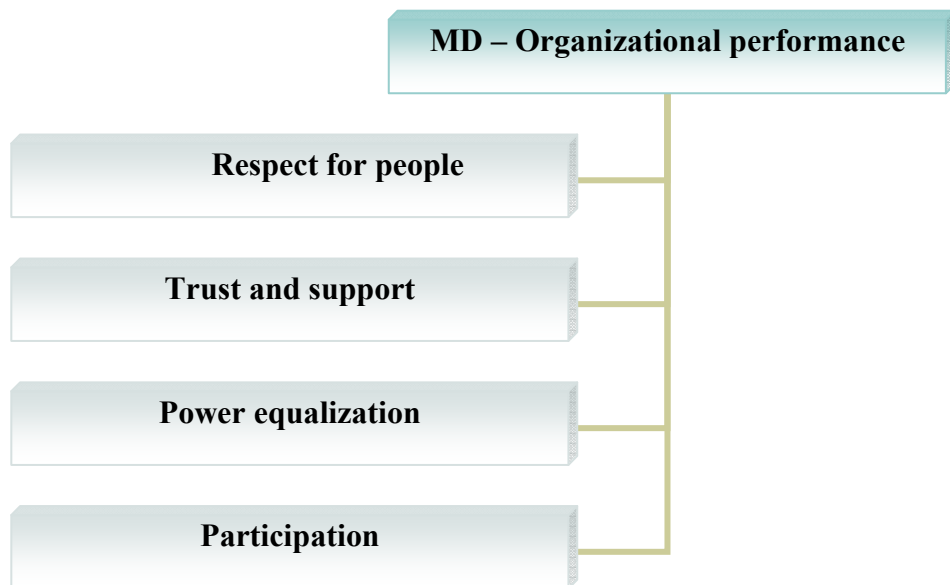 MD – Organizational performance
Respect for people
Trust and support
Power equalization
Participation